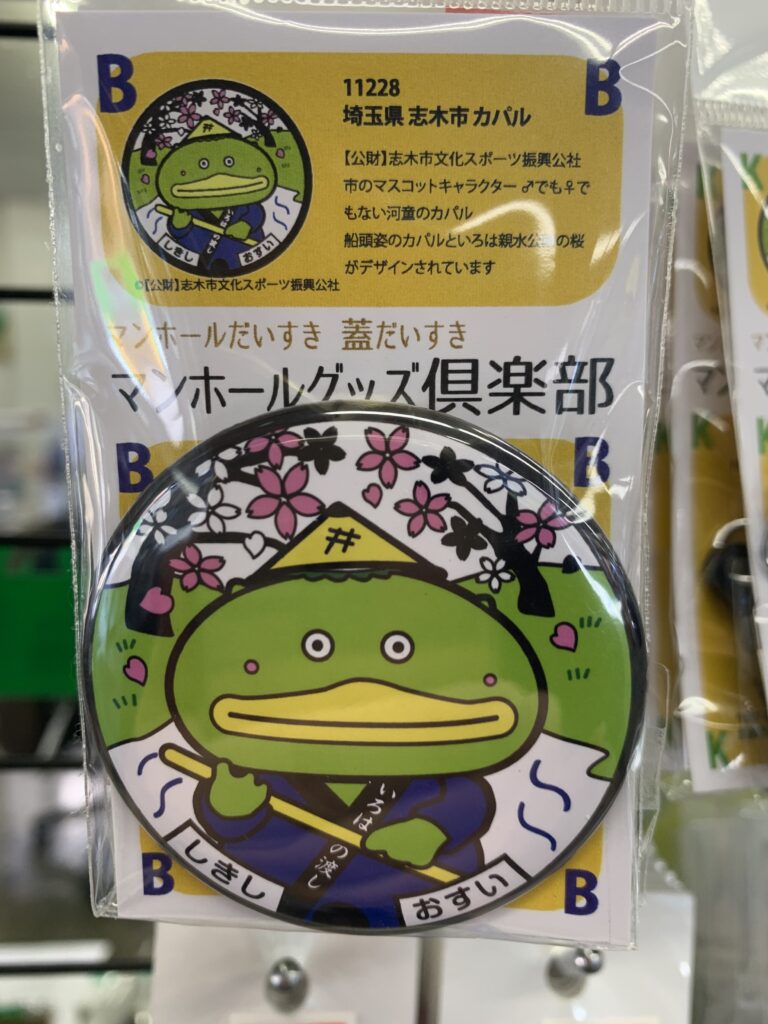 B
B
11228
埼玉県 志木市 カパル
【公財】志木市文化スポーツ振興公社
市のマスコットキャラクター ♂でも♀で
もない河童のカパル
船頭姿のカパルといろは親水公園の桜
がデザインされています
しきし
おすい
©【公財】志木市文化スポーツ振興公社
マンホールだいすき 蓋だいすき
マンホールグッズ倶楽部
B
B
井
いろは
の渡し
しきし
おすい
B
B
K
K
K
K